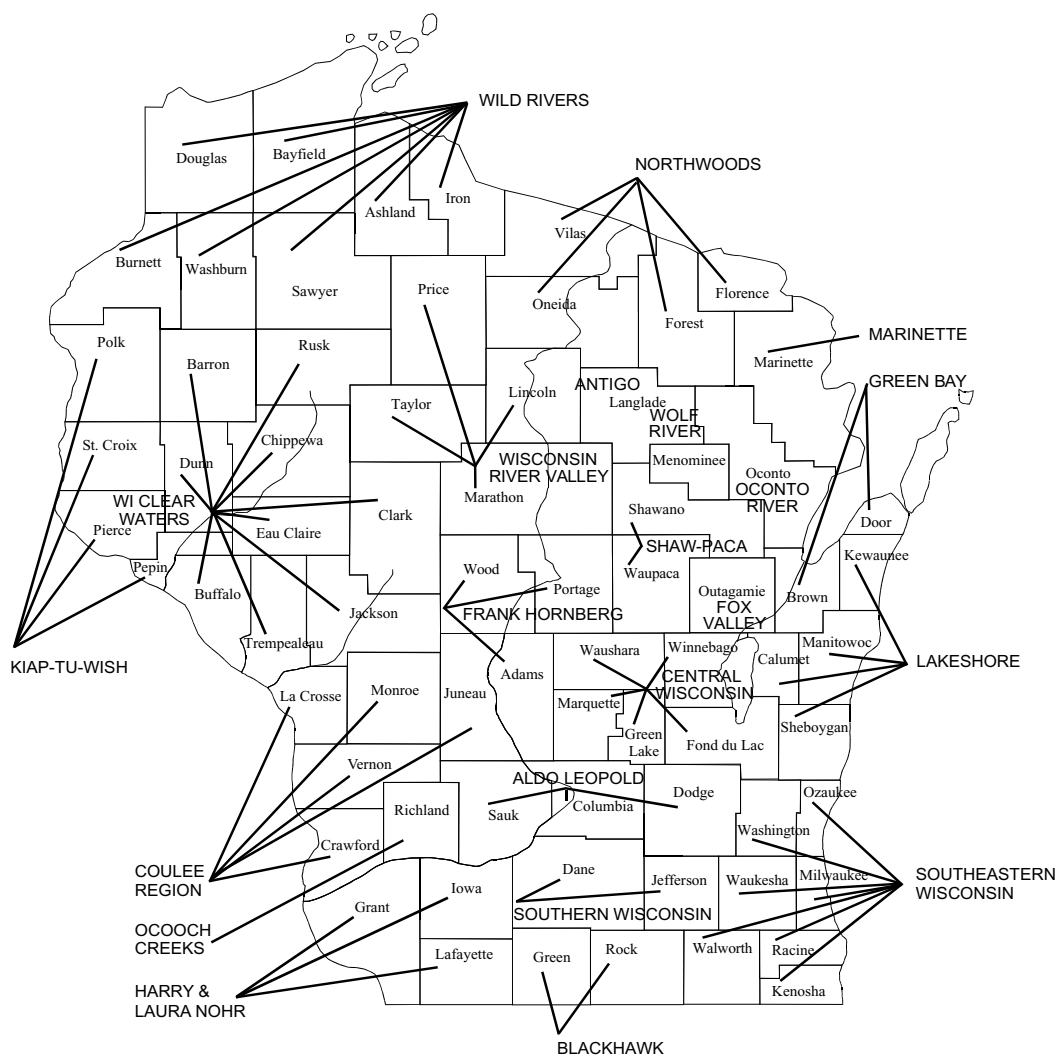 WILD RIVERS
Douglas
Bayfield
NORTHWOODS
Iron
Ashland
Vilas
Burnett
Washburn
Sawyer
Price
Oneida
Florence
Forest
MARINETTE
Polk
Rusk
Marinette
Barron
GREEN BAY
ANTIGO
Lincoln
Langlade
Taylor
WOLF
RIVER
St. Croix
Chippewa
Dunn
WISCONSIN
RIVER VALLEY
Menominee
Oconto
OCONTO
RIVER
Marathon
WI CLEAR
WATERS
Shawano
Clark
Door
Pierce
Eau Claire
SHAW-PACA
Kewaunee
Pepin
Wood
Waupaca
Buffalo
Portage
Outagamie
FOX
VALLEY
Brown
Jackson
FRANK HORNBERG
Trempealeau
KIAP-TU-WISH
Waushara
Winnebago
Manitowoc
Calumet
LAKESHORE
Adams
CENTRAL
WISCONSIN
La Crosse
Monroe
Juneau
Marquette
Sheboygan
Green
Lake
Fond du Lac
Vernon
ALDO LEOPOLD
Dodge
Ozaukee
Richland
Sauk
Columbia
Washington
Crawford
COULEE
REGION
Dane
Jefferson
Waukesha
Milwaukee
SOUTHEASTERN
WISCONSIN
Iowa
Grant
SOUTHERN WISCONSIN
OCOOCH
CREEKS
Lafayette
Green
Rock
Walworth
Racine
HARRY &
LAURA NOHR
Kenosha
BLACKHAWK